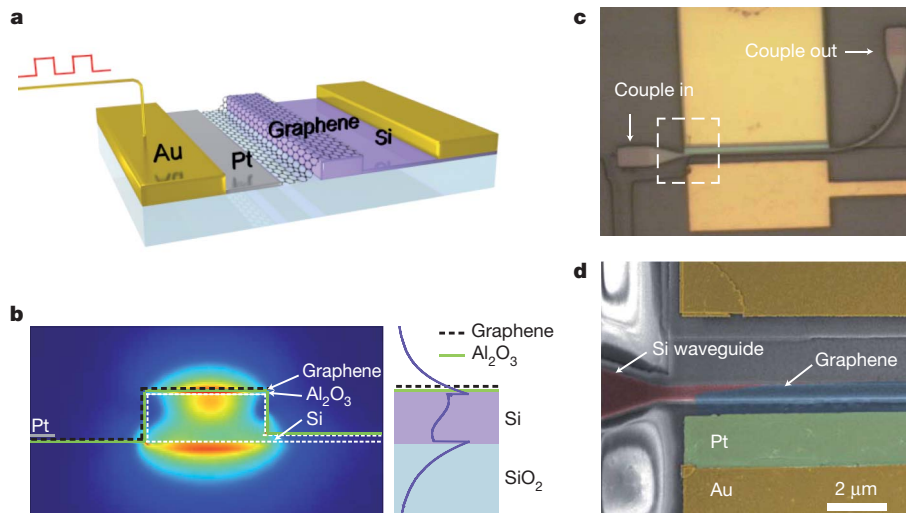 a
Au
Pt
Graphene
Si
b
Graphene
Al₂O₃
Si
Pt
Graphene
Al₂O₃
Si
SiO₂
c
Couple out
Couple in
d
Si waveguide
Graphene
Pt
Au
2 μm